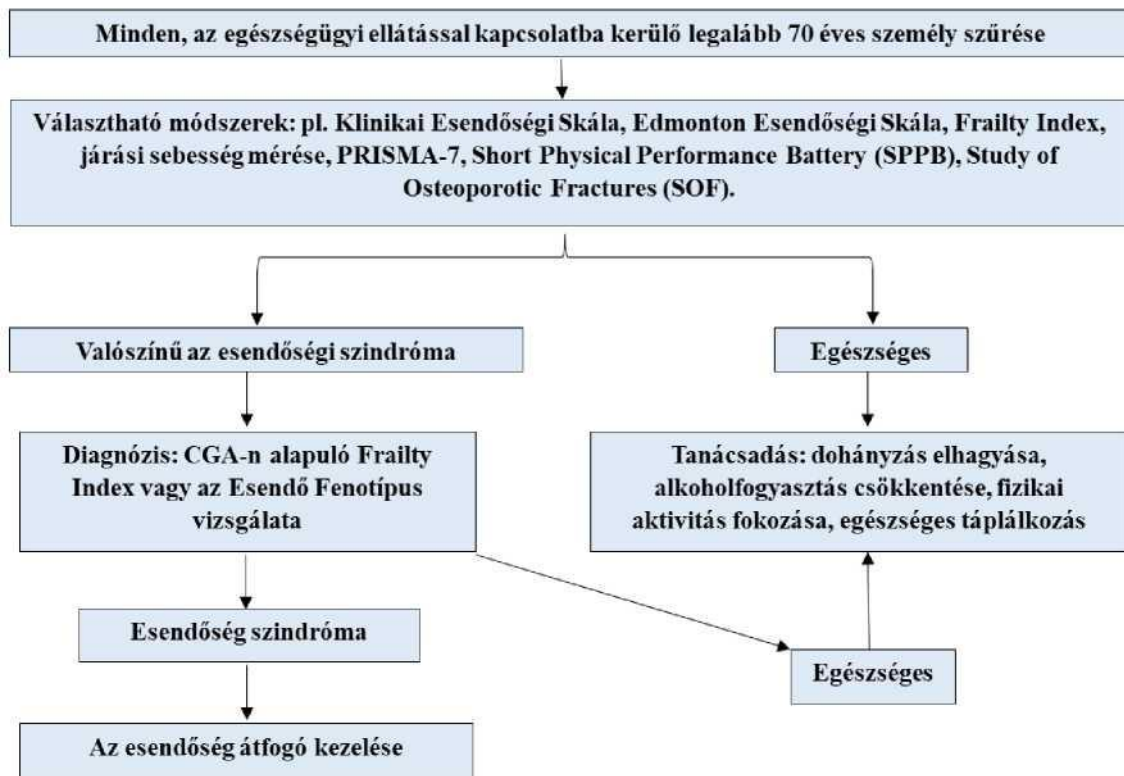 Minden, az egészségügyi ellátással kapcsolatba kerülő legalább 70 éves személy szűrése
Választható módszerek: pl. Klinikai Esendőségi Skála, Edmonton Esendőségi Skála, Frailty Index,
járási sebesség mérése, PRISMA-7, Short Physical Performance Battery (SPPB), Study of
Osteoporotic Fractures (SOF).
Valószínű az esendőségi szindróma
Egészséges
Diagnózis: CGA-n alapuló Frailty
Index vagy az Esendő Fenotípus
vizsgálata
Tanácsadás: dohányzás elhagyása,
alkoholfogyasztás csökkentése, fizikai
aktivitás fokozása, egészséges táplálkozás
Esendőség szindróma
Egészséges
Az esendőség átfogó kezelése